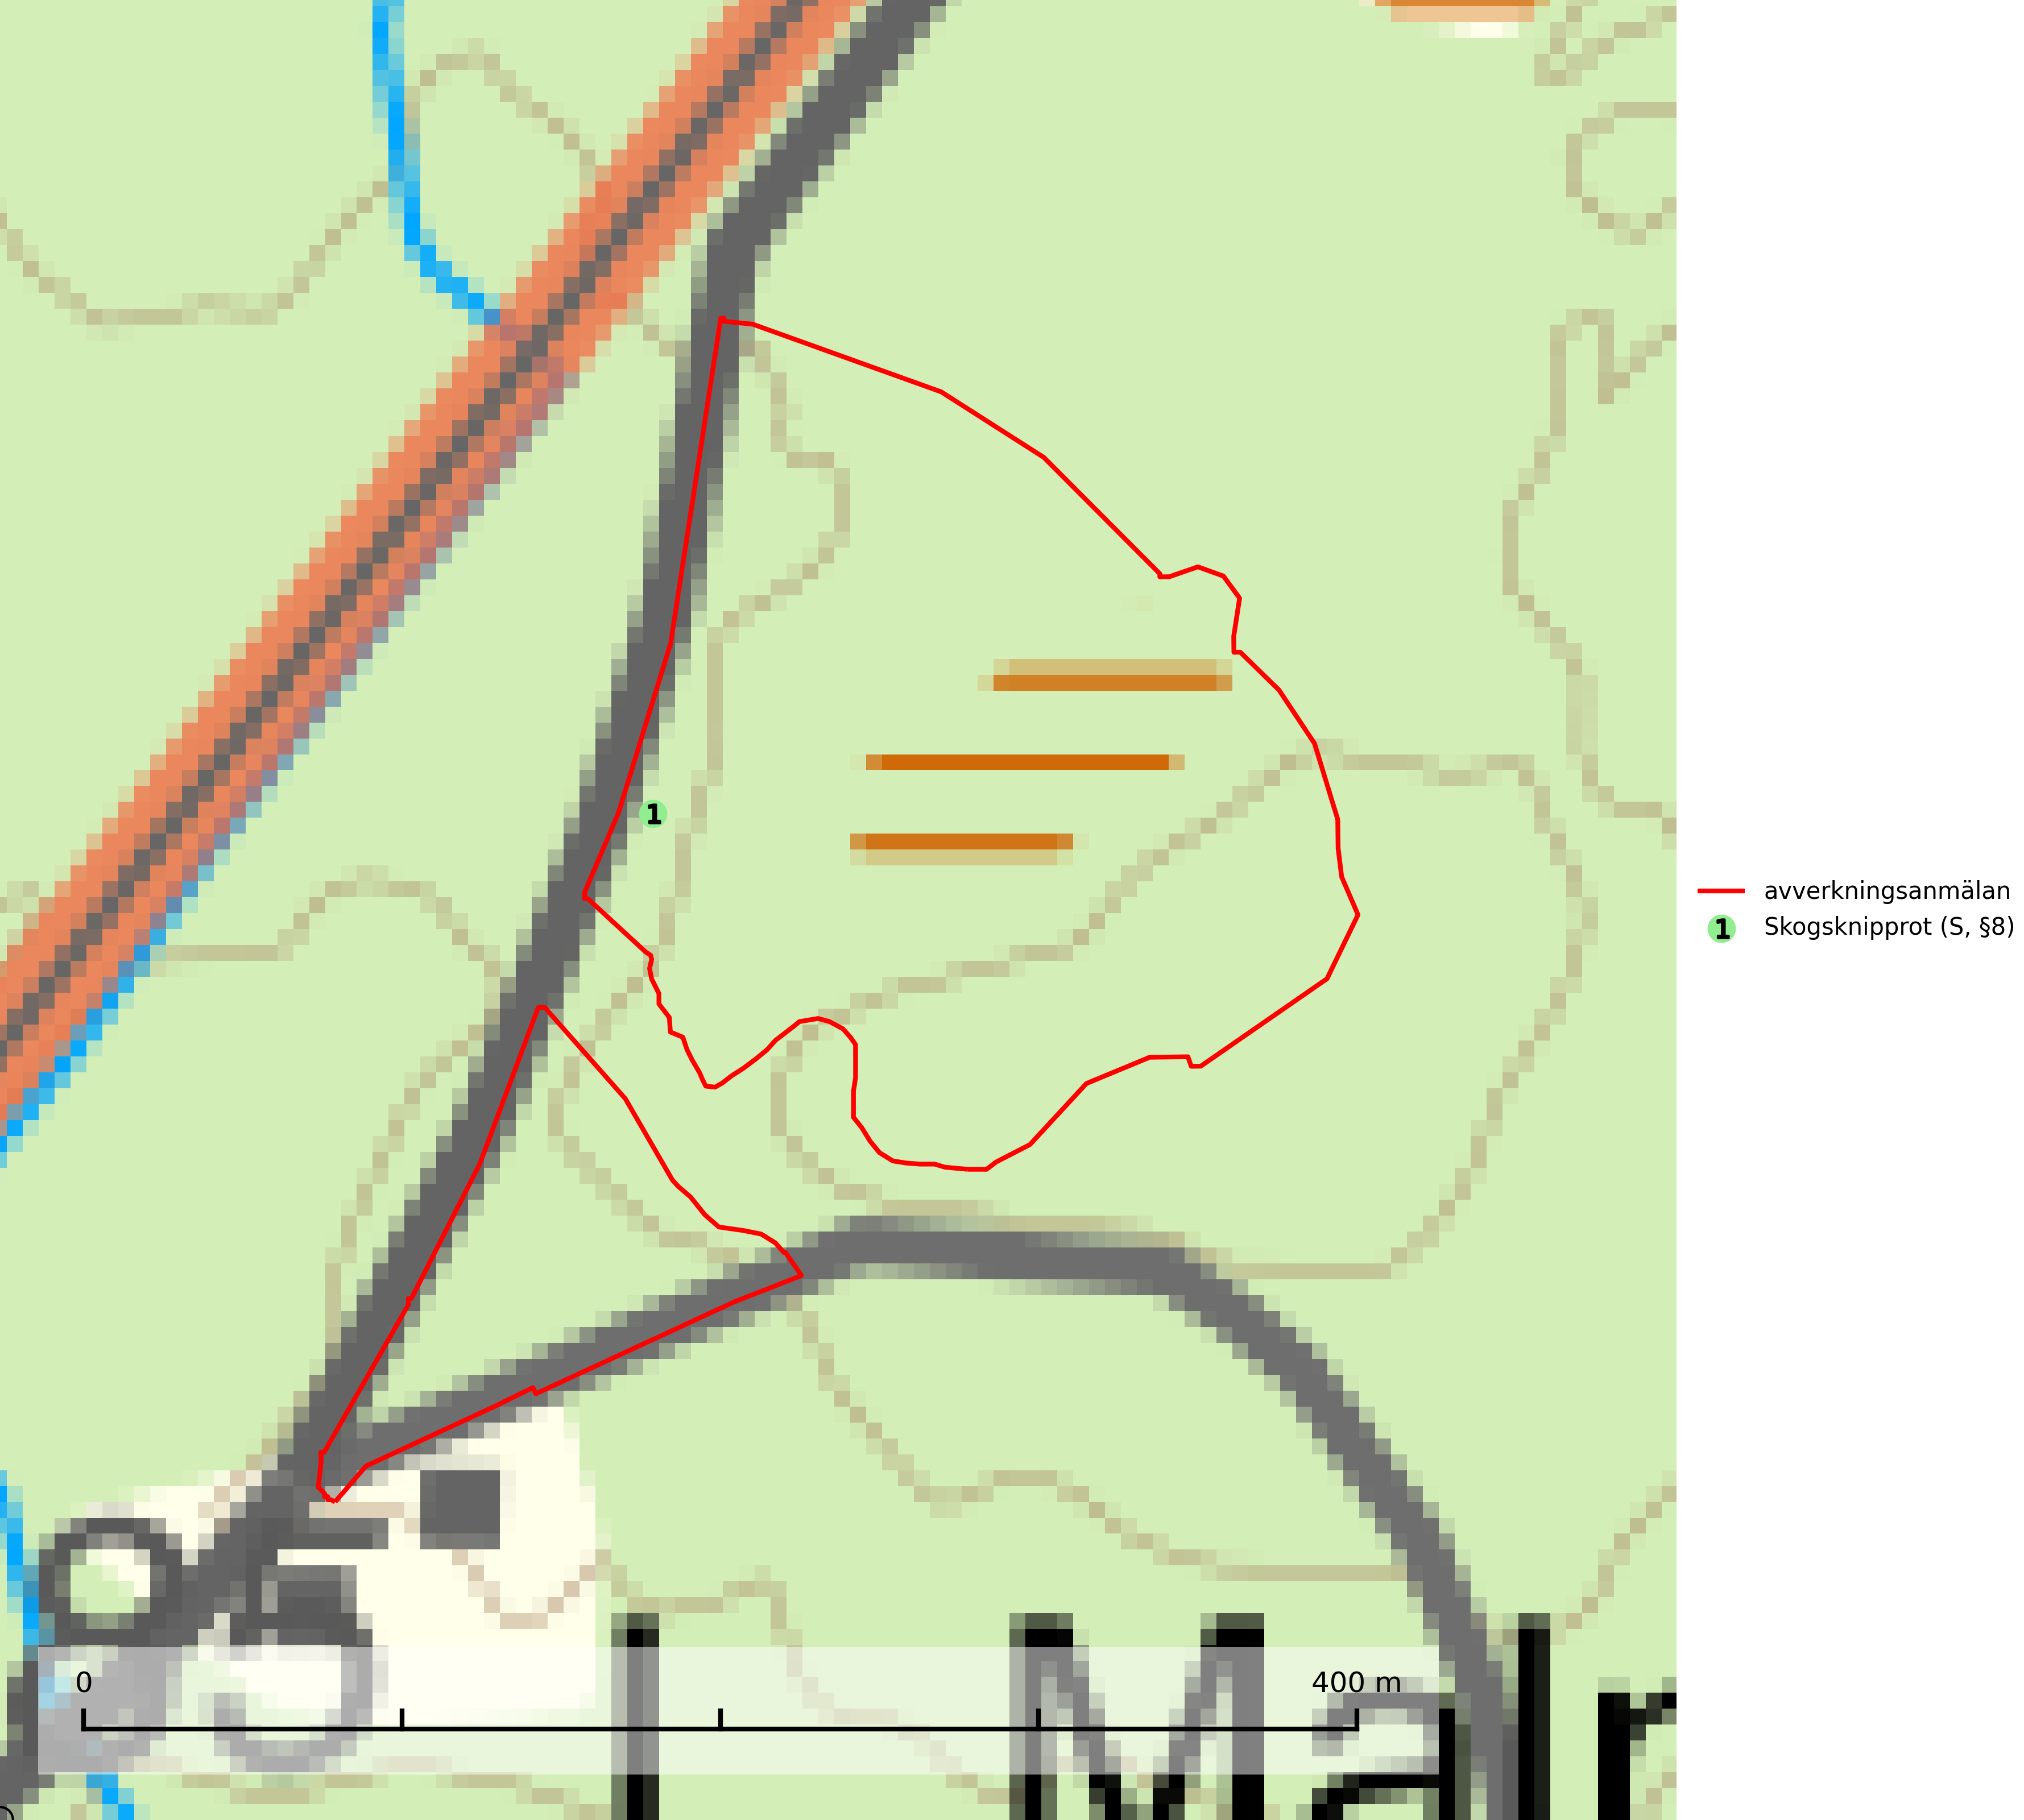 1
avverkningsanmälan
1 Skogsknipprot (S, §8)
0 400 m